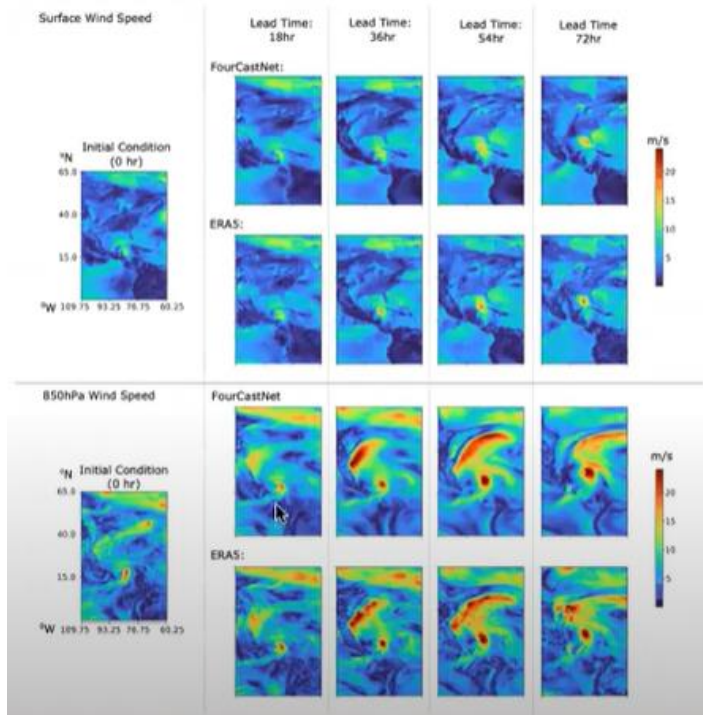 Surface Wind Speed
Lead Time:
18hr
Lead Time:
36hr
Lead Time:
54hr
Lead Time
72hr
FourCastNet:
Initial Condition
(0 hr)
°N
65.0
40.0
15.0
°W 109.75 93.25 76.75 60.25
ERA5:
m/s
20
15
10
5
850hPa Wind Speed
FourCastNet
Initial Condition
(0 hr)
°N
65.0
40.0
15.0
°W 109.75 93.25 76.75 60.25
ERA5:
m/s
20
15
10
5